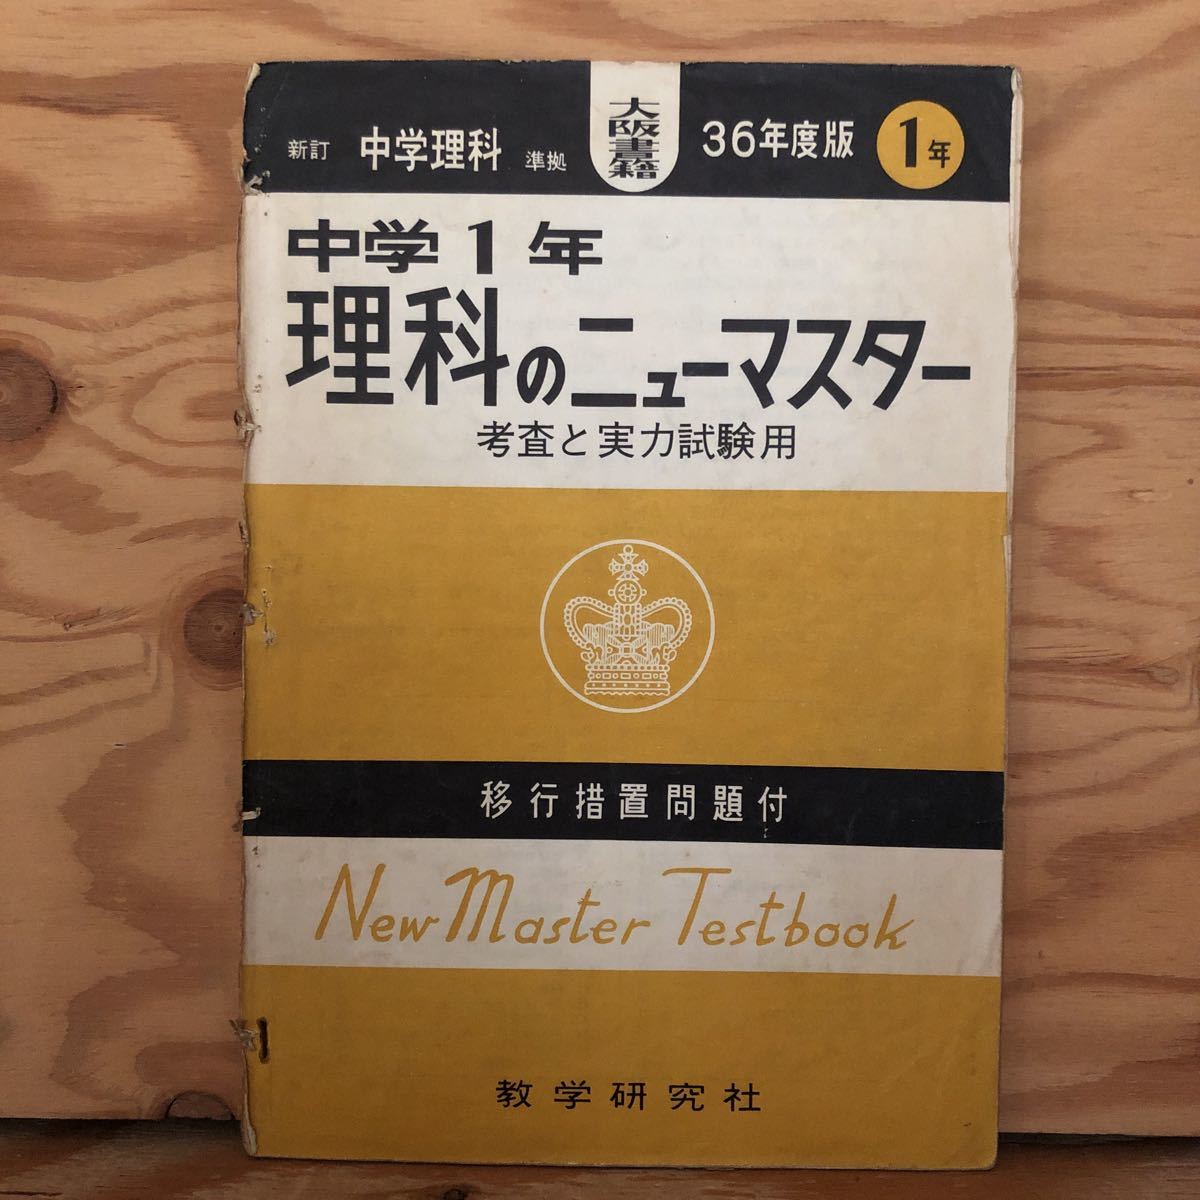 新訂 中学理科 準拠
大阪書籍
36年度版
1年
中学1年
理科のニューマスター
考査と実力試験用
移行措置問題付
New Master Testbook
教学研究社